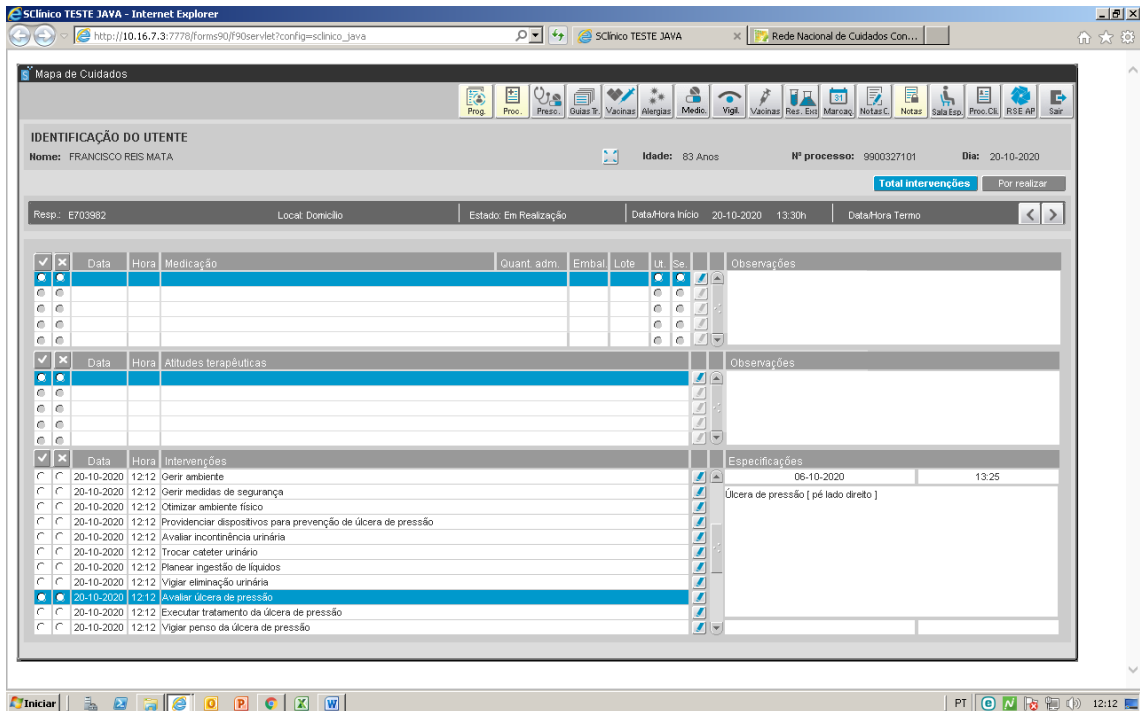 SClínico TESTE JAVA - Internet Explorer
http://10.16.7.3:7778/forms90/f90servlet?config=sclinico_java
SClínico TESTE JAVA
Rede Nacional de Cuidados Con...
Mapa de Cuidados
Prog. Proc. Presc. Guias Tr. Vacinas Alergias Medic. Vigil. Vacinas Res. Exa Marcaç. Notas C. Notas Sala Esp. Proc.Clí. RSE AP Sair
IDENTIFICAÇÃO DO UTENTE
Nome: FRANCISCO REIS MATA Idade: 83 Anos Nº processo: 9900327101 Dia: 20-10-2020
Total intervenções Por realizar
Resp.: E703982 Local: Domicílio Estado: Em Realização Data/Hora Início 20-10-2020 13:30h Data/Hora Termo
Data Hora Medicação Quant. adm. Embal. Lote Ut. Se. Observações
Data Hora Atitudes terapêuticas Observações
Data Hora Intervenções Especificações
20-10-2020 12:12 Gerir ambiente 06-10-2020 13:25
20-10-2020 12:12 Gerir medidas de segurança Úlcera de pressão [ pé lado direito ]
20-10-2020 12:12 Otimizar ambiente físico
20-10-2020 12:12 Providenciar dispositivos para prevenção de úlcera de pressão
20-10-2020 12:12 Avaliar incontinência urinária
20-10-2020 12:12 Trocar cateter urinário
20-10-2020 12:12 Planear ingestão de líquidos
20-10-2020 12:12 Vigiar eliminação urinária
20-10-2020 12:12 Avaliar úlcera de pressão
20-10-2020 12:12 Executar tratamento da úlcera de pressão
20-10-2020 12:12 Vigiar penso da úlcera de pressão
Iniciar PT 12:12